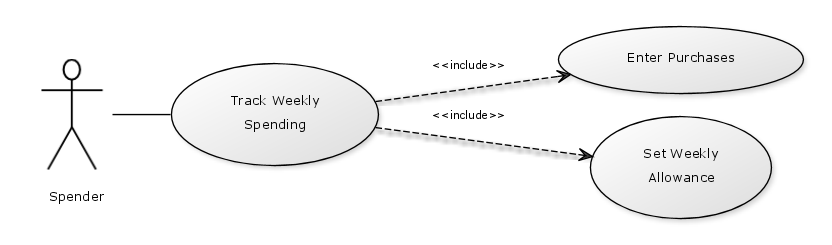 Spender
Track Weekly
Spending
<<include>>
<<include>>
Enter Purchases
Set Weekly
Allowance